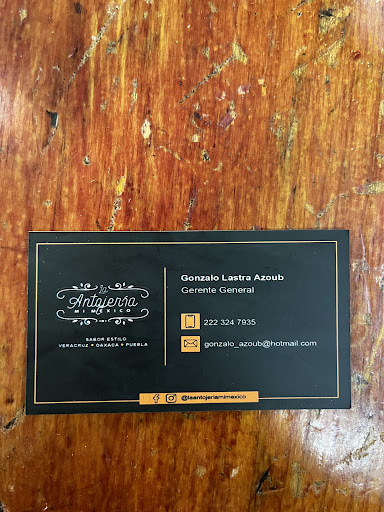 La
Antojería
MI MÉXICO
SABOR ESTILO
VERACRUZ • OAXACA • PUEBLA
Gonzalo Lastra Azoub
Gerente General
222 324 7935
gonzalo_azoub@hotmail.com
@laantojeriamimexico